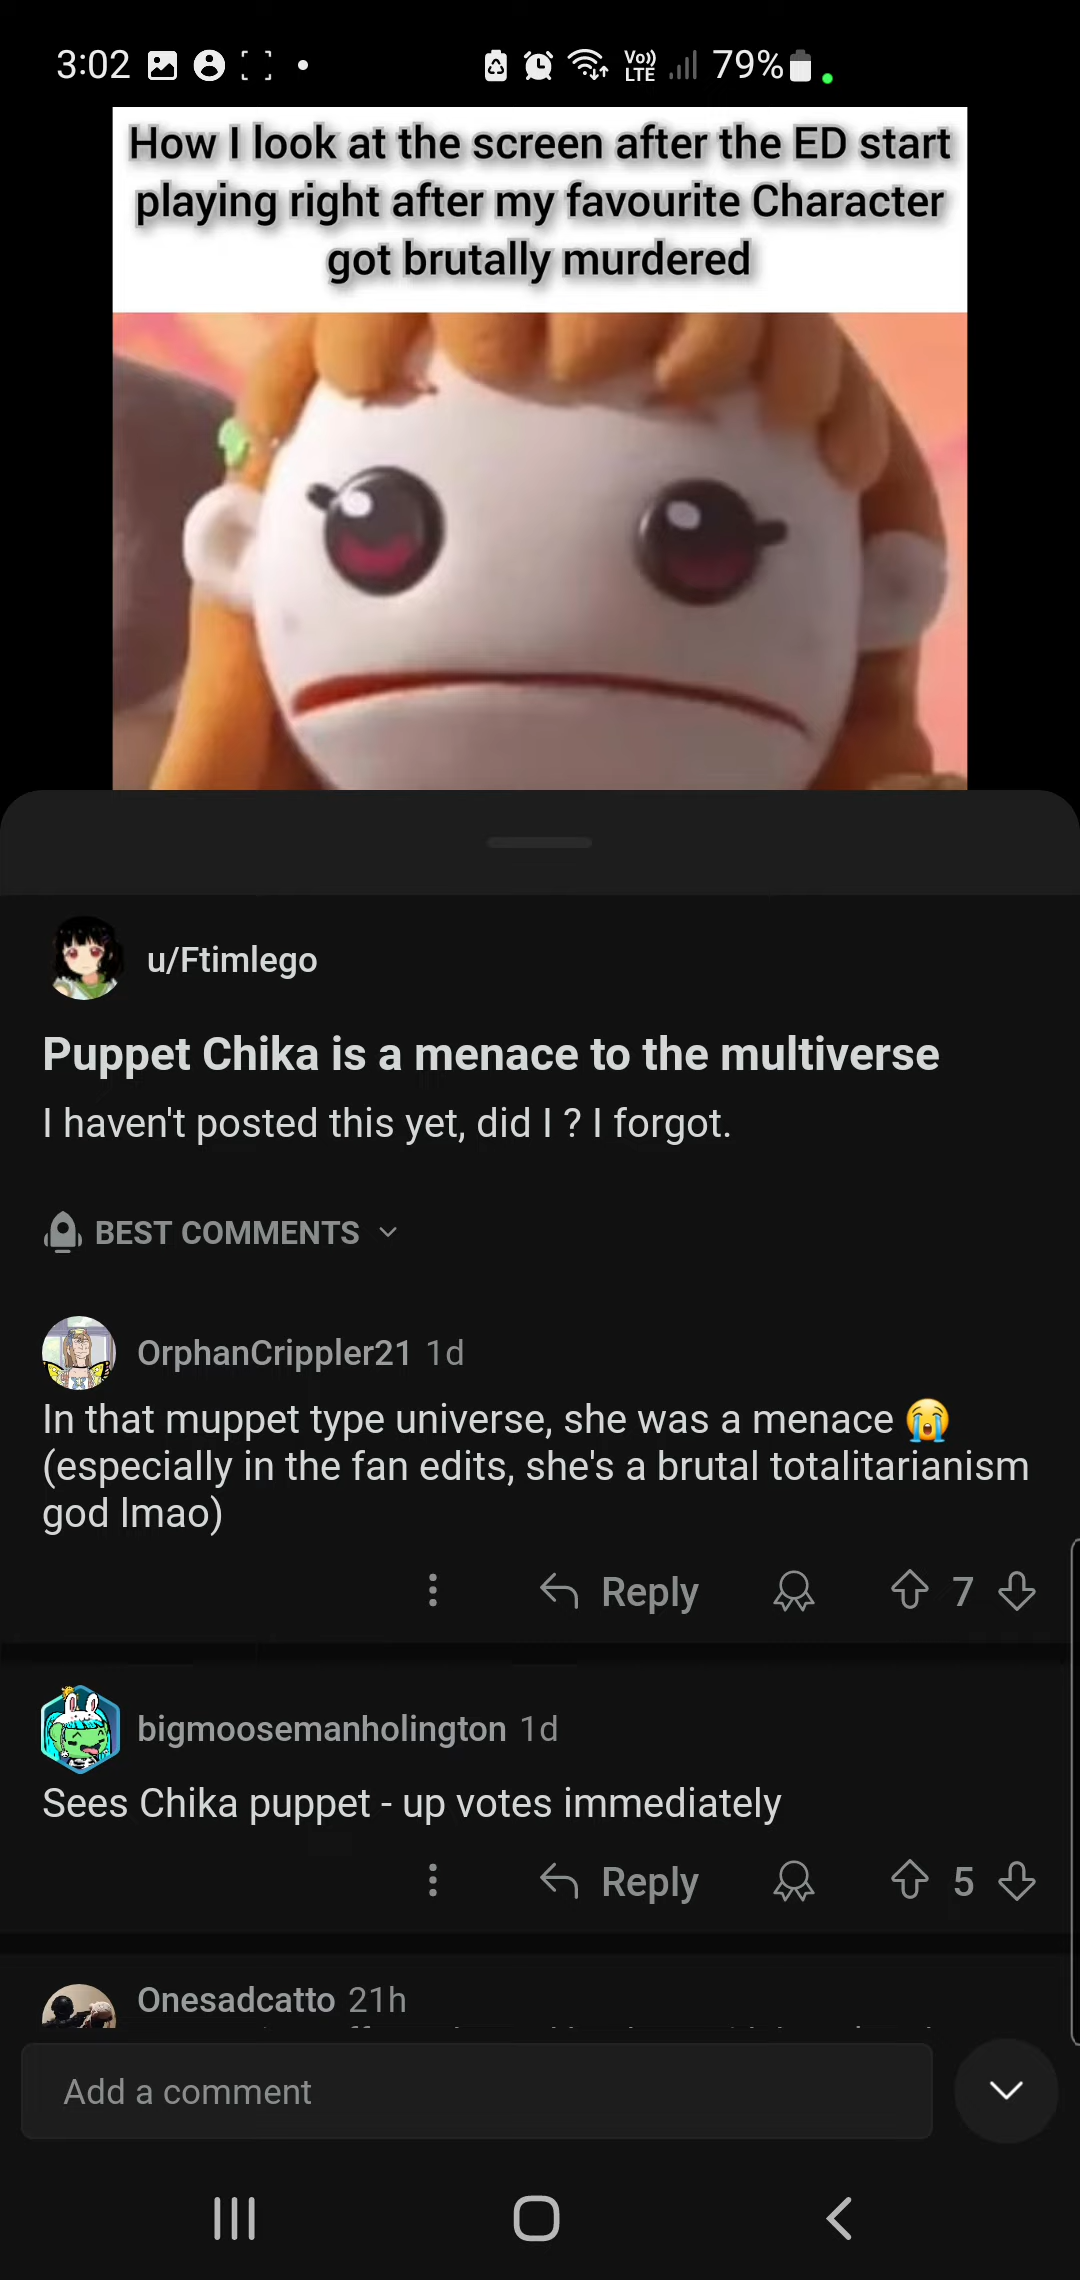 3:02 Vo)) LTE 79%
How I look at the screen after the ED start
playing right after my favourite Character
got brutally murdered
u/Ftimlego
Puppet Chika is a menace to the multiverse
I haven't posted this yet, did I ? I forgot.
BEST COMMENTS
OrphanCrippler21 1d
In that muppet type universe, she was a menace 😭
(especially in the fan edits, she's a brutal totalitarianism
god lmao)
Reply 7
bigmoosemanholington 1d
Sees Chika puppet - up votes immediately
Reply 5
Onesadcatto 21h
Add a comment